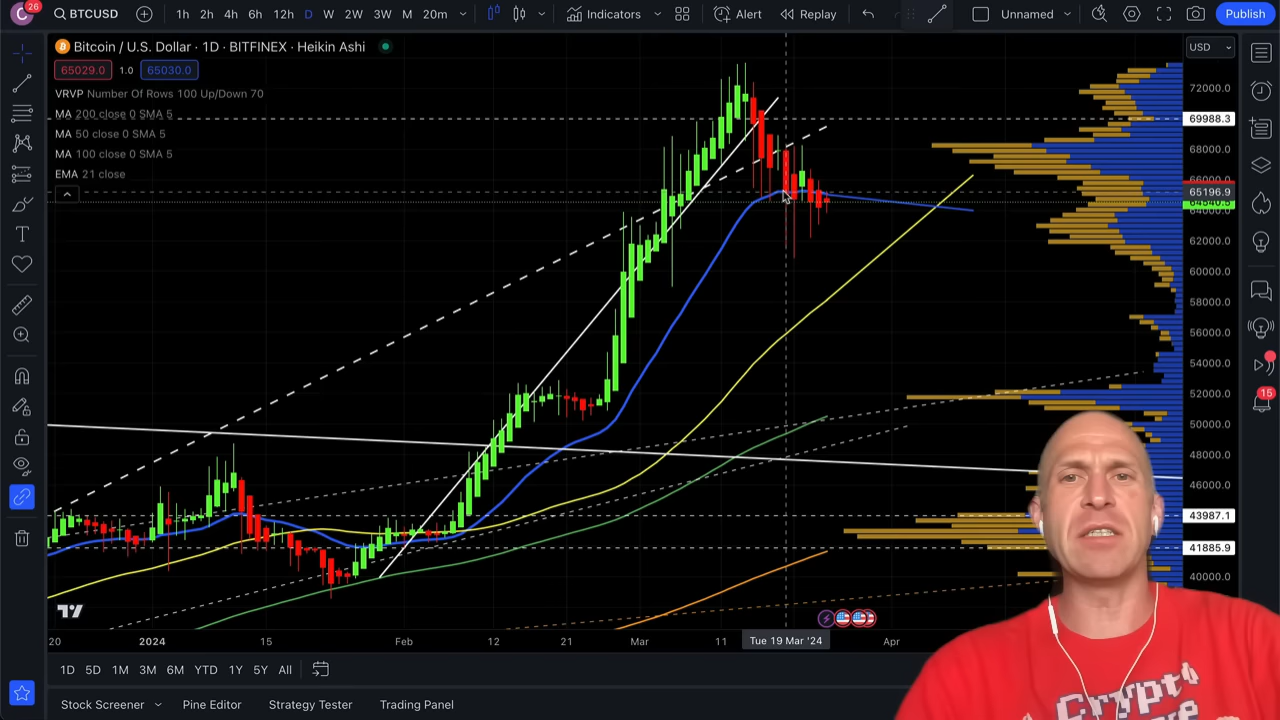 C 26 BTCUSD 1h 2h 4h 6h 12h D W 2W 3W M 20m Indicators Alert Replay Unnamed Publish
Bitcoin / U.S. Dollar · 1D · BITFINEX · Heikin Ashi
USD
65029.0 1.0 65030.0
VRVP Number Of Rows 100 Up/Down 70
MA 200 close 0 SMA 5
MA 50 close 0 SMA 5
MA 100 close 0 SMA 5
EMA 21 close
72000.0
69988.3
68000.0
66000.0
65196.9
64000.0
62000.0
60000.0
58000.0
56000.0
54000.0
52000.0
50000.0
48000.0
46000.0
43987.1
41885.9
40000.0
15
20 2024 15 Feb 12 21 Mar 11 Tue 19 Mar '24 Apr
1D 5D 1M 3M 6M YTD 1Y 5Y All
Stock Screener Pine Editor Strategy Tester Trading Panel